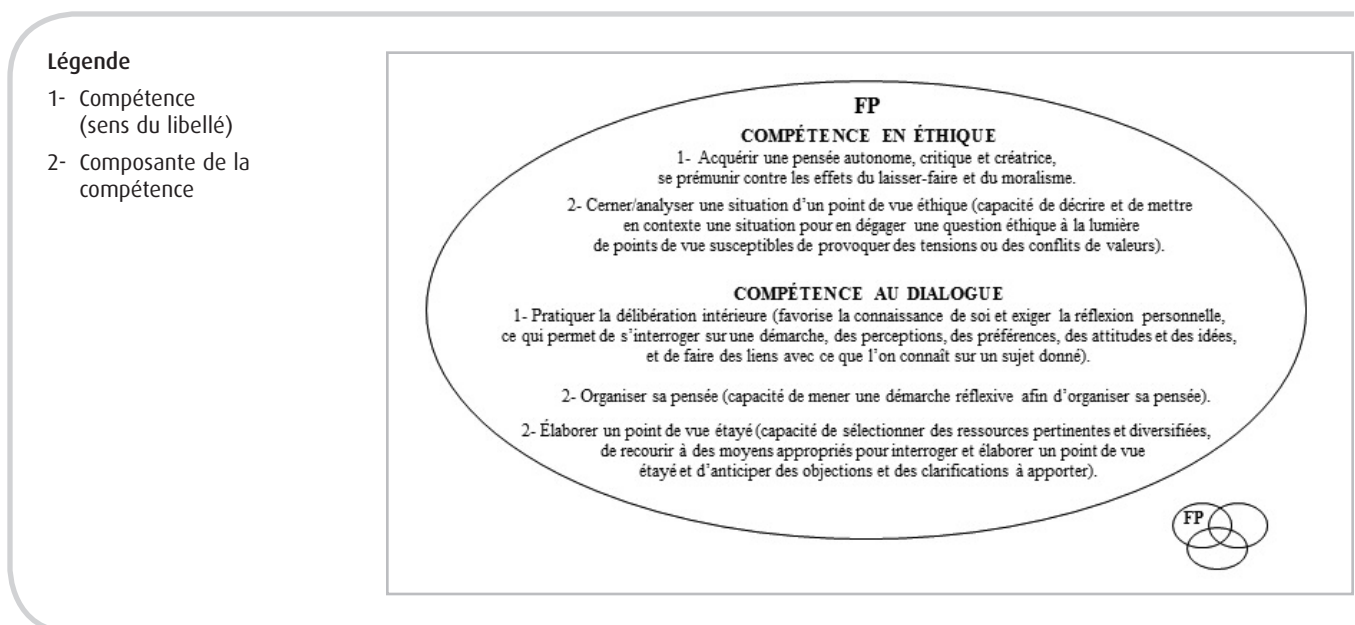 Légende
1- Compétence
(sens du libellé)
2- Composante de la
compétence
FP
COMPÉTENCE EN ÉTHIQUE
1- Acquérir une pensée autonome, critique et créatrice,
se prémunir contre les effets du laisser-faire et du moralisme.
2- Cerner/analyser une situation d'un point de vue éthique (capacité de décrire et de mettre
en contexte une situation pour en dégager une question éthique à la lumière
de points de vue susceptibles de provoquer des tensions ou des conflits de valeurs).
COMPÉTENCE AU DIALOGUE
1- Pratiquer la délibération intérieure (favorise la connaissance de soi et exiger la réflexion personnelle,
ce qui permet de s'interroger sur une démarche, des perceptions, des préférences, des attitudes et des idées,
et de faire des liens avec ce que l'on connaît sur un sujet donné).
2- Organiser sa pensée (capacité de mener une démarche réflexive afin d'organiser sa pensée).
2- Élaborer un point de vue étayé (capacité de sélectionner des ressources pertinentes et diversifiées,
de recourir à des moyens appropriés pour interroger et élaborer un point de vue
étayé et d'anticiper des objections et des clarifications à apporter).
FP